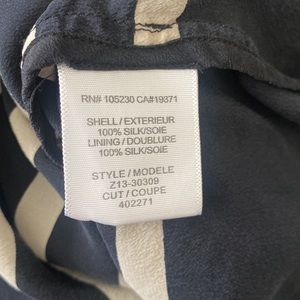 RN# 105230 CA#19371
SHELL / EXTERIEUR
100% SILK/SOIE
LINING / DOUBLURE
100% SILK/SOIE
STYLE / MODELE
Z13-30309
CUT / COUPE
402271